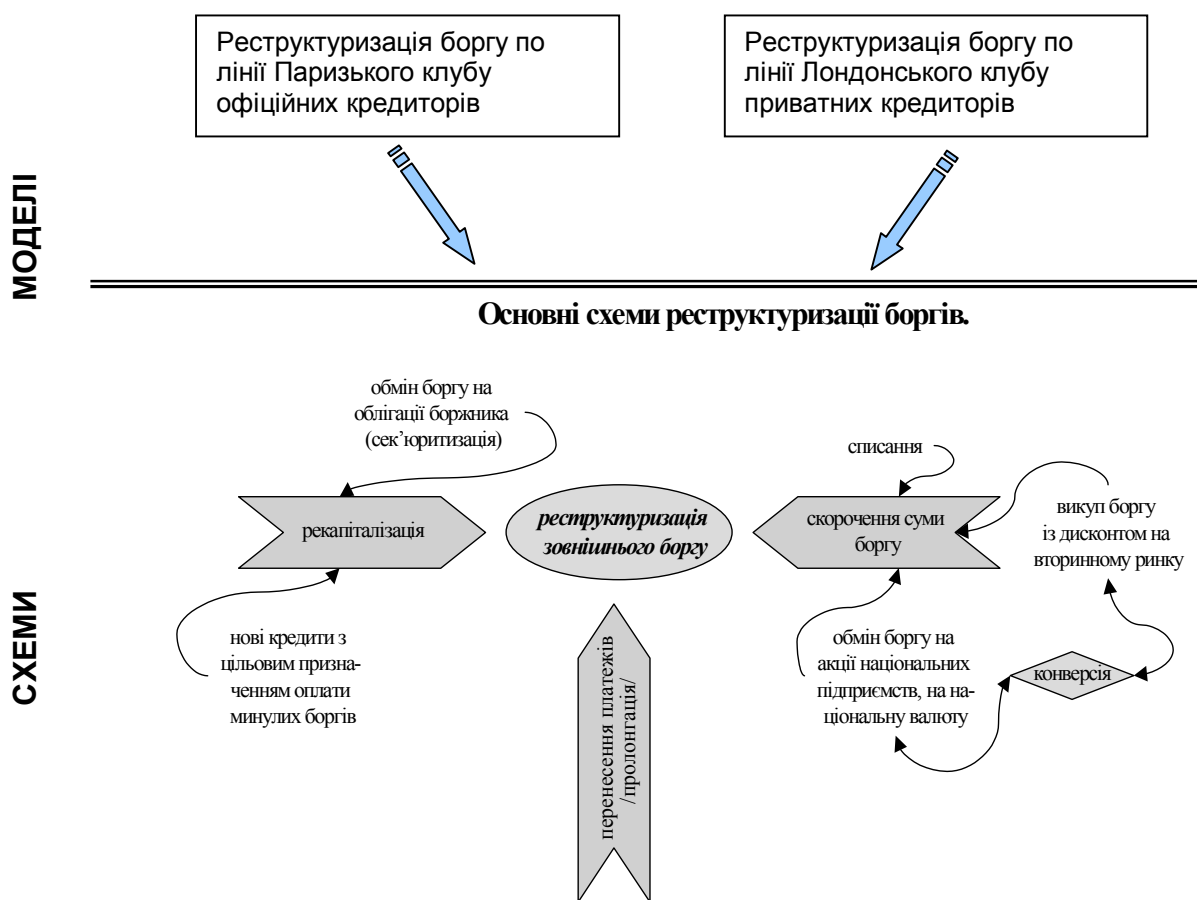 Реструктуризація боргу по
лінії Паризького клубу
офіційних кредиторів
Реструктуризація боргу по
лінії Лондонського клубу
приватних кредиторів
МОДЕЛІ
Основні схеми реструктуризації боргів.
СХЕМИ
обмін боргу на
облігації боржника
(сек’юритизація)
рекапіталізація
нові кредити з
цільовим призна-
ченням оплати
минулих боргів
реструктуризація
зовнішнього боргу
перенесення платежів
/пролонгація/
списання
скорочення суми
боргу
викуп боргу
із дисконтом на
вторинному ринку
обмін боргу на
акції національних
підприємств, на на-
ціональну валюту
конверсія